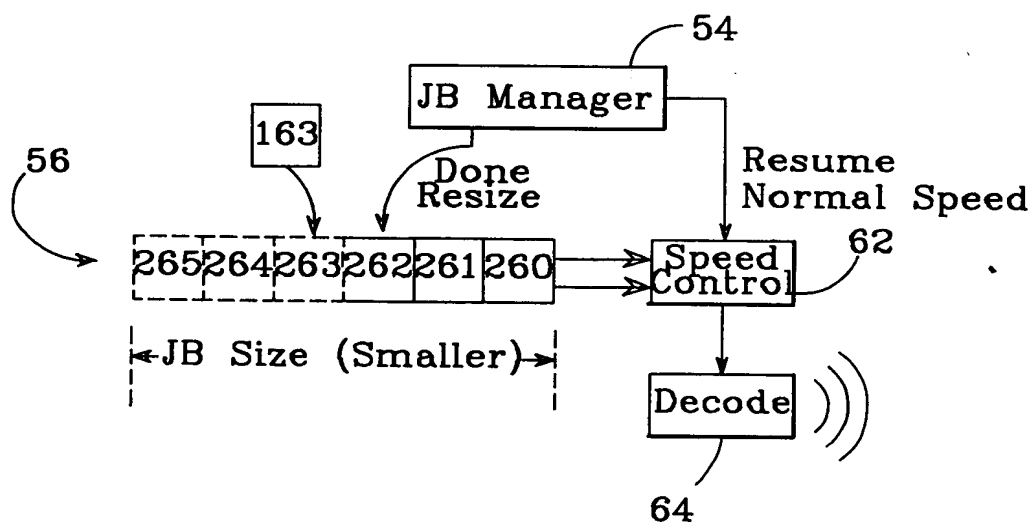 54
JB Manager
163
56
Done
Resize
Resume
Normal Speed
62
265 264 263 262 261 260
Speed
Control
JB Size (Smaller)
Decode
64